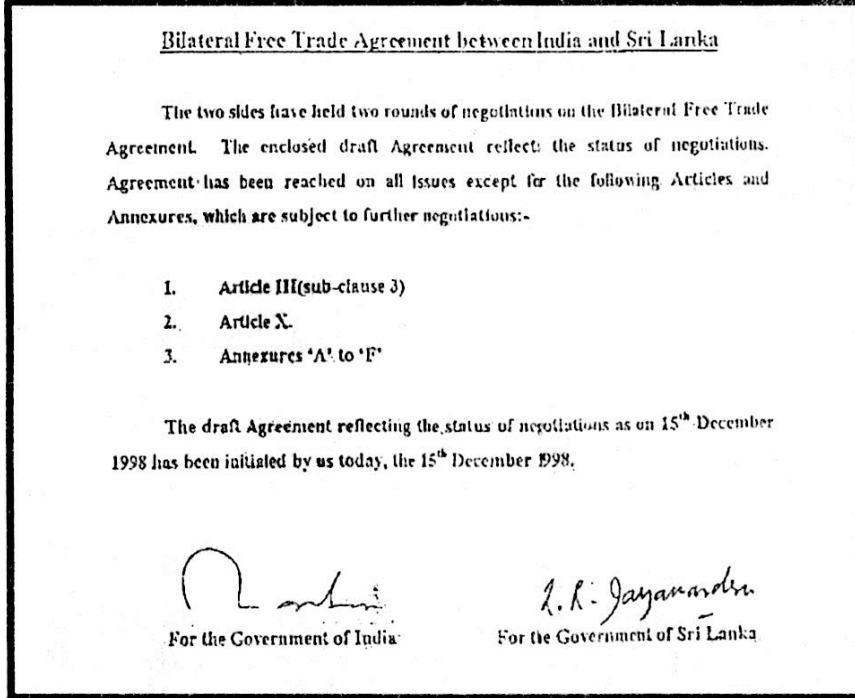 Bilateral Free Trade Agreement between India and Sri Lanka
The two sides have held two rounds of negotiations on the Bilateral Free Trade
Agreement. The enclosed draft Agreement reflects the status of negotiations.
Agreement has been reached on all issues except for the following Articles and
Annexures, which are subject to further negotiations:-
1. Article III(sub-clause 3)
2. Article X.
3. Annexures ‘A’ to ‘F’
The draft Agreement reflecting the status of negotiations as on 15th December
1998 has been initialed by us today, the 15th December 1998.
For the Government of India
For the Government of Sri Lanka